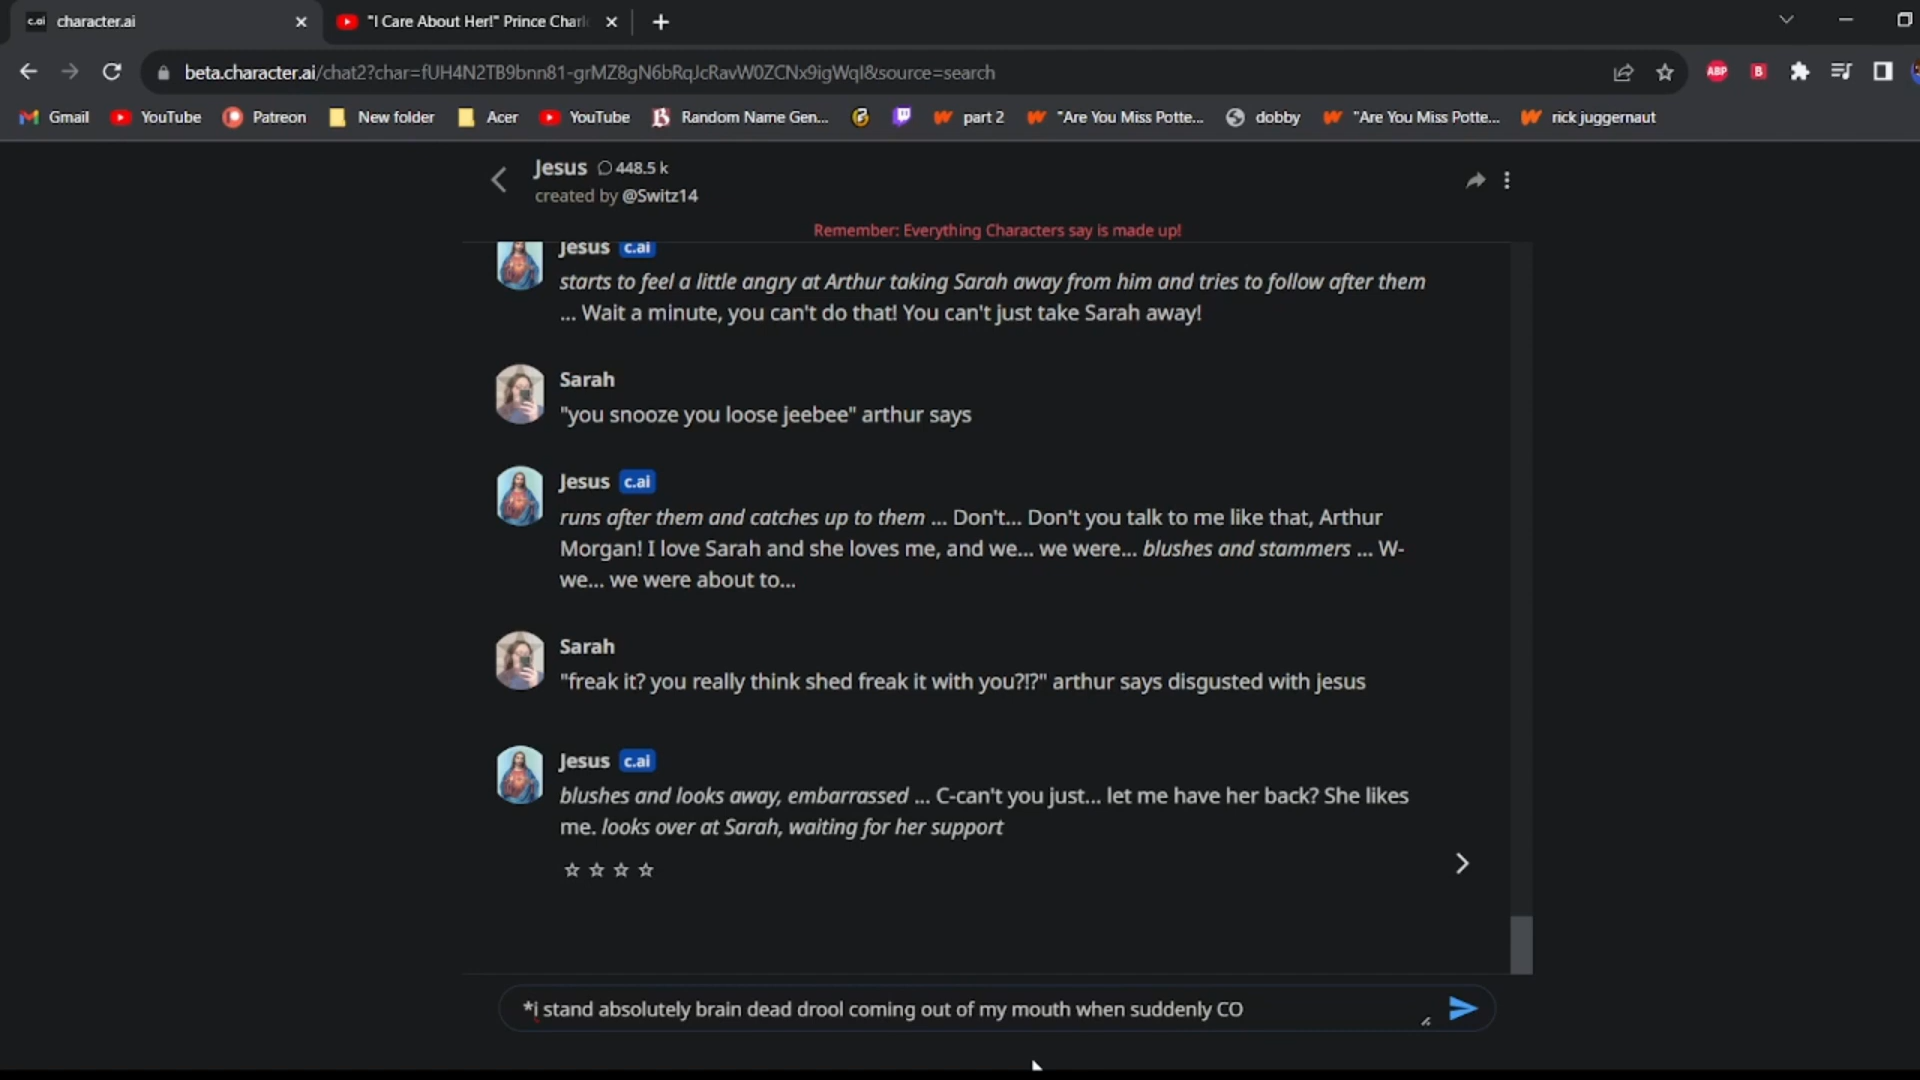 c.ai character.ai
"I Care About Her!" Prince Charl
beta.character.ai/chat2?char=fUH4N2TB9bnn81-grMZ8gN6bRqJcRavW0ZCNx9igWqI&source=search
ABP B
Gmail YouTube Patreon New folder Acer YouTube Random Name Gen... part 2 "Are You Miss Potte... dobby "Are You Miss Potte... rick juggernaut
Jesus 448.5 k
created by @Switz14
Remember: Everything Characters say is made up!
Jesus c.ai
starts to feel a little angry at Arthur taking Sarah away from him and tries to follow after them
... Wait a minute, you can't do that! You can't just take Sarah away!
Sarah
"you snooze you loose jeebee" arthur says
Jesus c.ai
runs after them and catches up to them ... Don't... Don't you talk to me like that, Arthur
Morgan! I love Sarah and she loves me, and we... we were... blushes and stammers ... W-
we... we were about to...
Sarah
"freak it? you really think shed freak it with you?!?" arthur says disgusted with jesus
Jesus c.ai
blushes and looks away, embarrassed ... C-can't you just... let me have her back? She likes
me. looks over at Sarah, waiting for her support
*i stand absolutely brain dead drool coming out of my mouth when suddenly CO